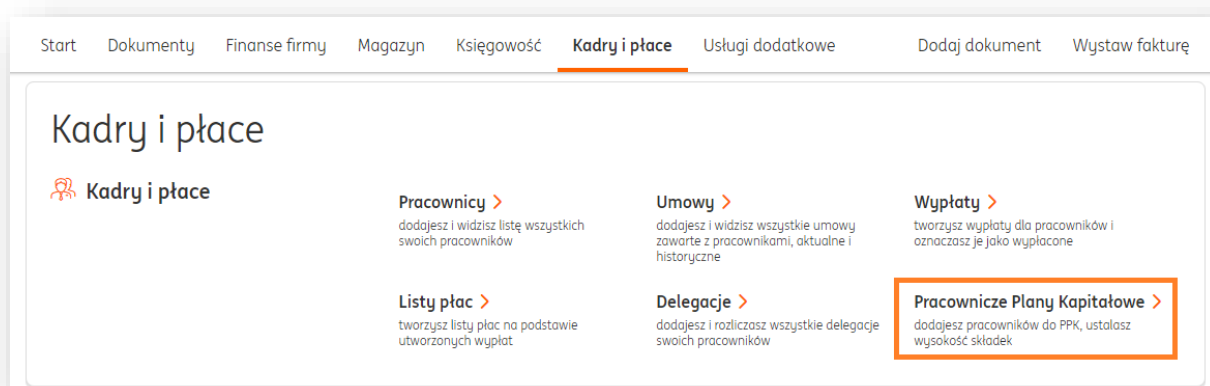 Start Dokumenty Finanse firmy Magazyn Księgowość Kadry i płace Usługi dodatkowe Dodaj dokument Wystaw fakturę
Kadry i płace
Kadry i płace
Pracownicy
dodajesz i widzisz listę wszystkich
swoich pracowników
Umowy
dodajesz i widzisz wszystkie umowy
zawarte z pracownikami, aktualne i
historyczne
Wypłaty
tworzysz wypłaty dla pracowników i
oznaczasz je jako wypłacone
Listy płac
tworzysz listy płac na podstawie
utworzonych wypłat
Delegacje
dodajesz i rozliczasz wszystkie delegacje
swoich pracowników
Pracownicze Plany Kapitałowe
dodajesz pracowników do PPK, ustalasz
wysokość składek